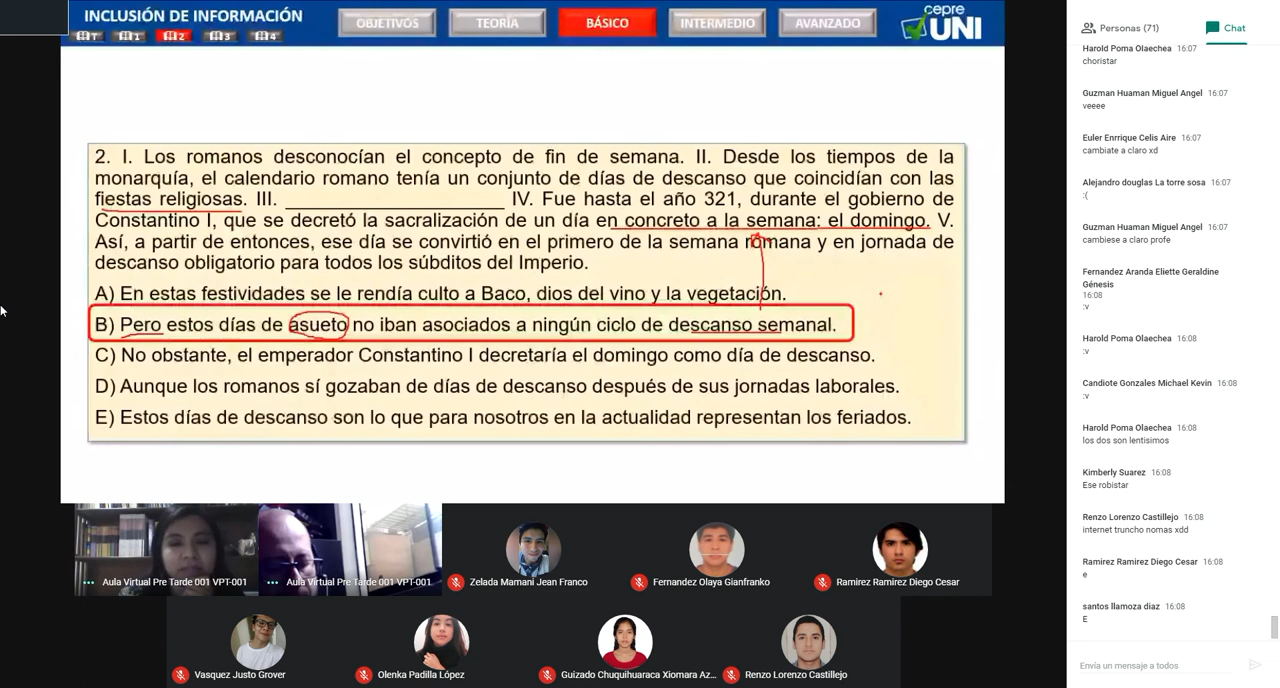 INCLUSIÓN DE INFORMACIÓN
OBJETIVOS
TEORÍA
BÁSICO
INTERMEDIO
AVANZADO
cepre
UNI
T
1
2
3
4
2. I. Los romanos desconocían el concepto de fin de semana. II. Desde los tiempos de la
monarquía, el calendario romano tenía un conjunto de días de descanso que coincidían con las
fiestas religiosas. III. ____________________ IV. Fue hasta el año 321, durante el gobierno de
Constantino I, que se decretó la sacralización de un día en concreto a la semana: el domingo. V.
Así, a partir de entonces, ese día se convirtió en el primero de la semana romana y en jornada de
descanso obligatorio para todos los súbditos del Imperio.
A) En estas festividades se le rendía culto a Baco, dios del vino y la vegetación.
B) Pero estos días de asueto no iban asociados a ningún ciclo de descanso semanal.
C) No obstante, el emperador Constantino I decretaría el domingo como día de descanso.
D) Aunque los romanos sí gozaban de días de descanso después de sus jornadas laborales.
E) Estos días de descanso son lo que para nosotros en la actualidad representan los feriados.
Aula Virtual Pre Tarde 001 VPT-001
Aula Virtual Pre Tarde 001 VPT-001
Zelada Mamani Jean Franco
Fernandez Olaya Gianfranko
Ramirez Ramirez Diego Cesar
Vasquez Justo Grover
Olenka Padilla López
Guizado Chuquihuaraca Xiomara Az...
Renzo Lorenzo Castillejo
Personas (71)
Chat
Harold Poma Olaechea 16:07
choristar
Guzman Huaman Miguel Angel 16:07
veeee
Euler Enrrique Celis Aire 16:07
cambiate a claro xd
Alejandro douglas La torre sosa 16:07
:(
Guzman Huaman Miguel Angel 16:07
cambiese a claro profe
Fernandez Aranda Eliette Geraldine
Génesis
16:08
:v
Harold Poma Olaechea 16:08
:v
Candiote Gonzales Michael Kevin 16:08
:v
Harold Poma Olaechea 16:08
los dos son lentisimos
Kimberly Suarez 16:08
Ese robistar
Renzo Lorenzo Castillejo 16:08
internet truncho nomas xdd
Ramirez Ramirez Diego Cesar 16:08
e
santos llamoza diaz 16:08
E
Envía un mensaje a todos